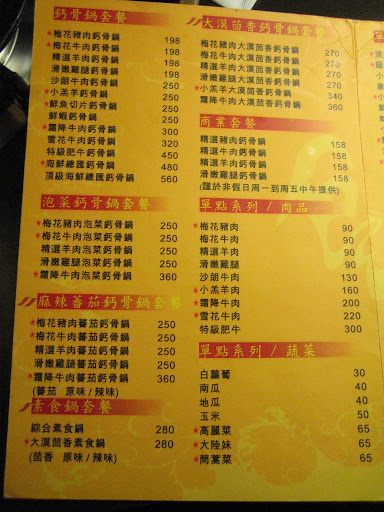 鈣骨鍋套餐
★梅花豬肉鈣骨鍋 198
★梅花牛肉鈣骨鍋 198
精選羊肉鈣骨鍋 198
滑嫩雞腿鈣骨鍋 198
沙朗牛肉鈣骨鍋 250
★小羔羊鈣骨鍋 250
★鮮魚切片鈣骨鍋 250
鮮蝦鈣骨鍋 250
★霜降牛肉鈣骨鍋 280
雪花牛肉鈣骨鍋 320
特級肥牛鈣骨鍋 450
★海鮮總匯鈣骨鍋 480
頂級海鮮總匯鈣骨鍋 560
泡菜鈣骨鍋套餐
★梅花豬肉泡菜鈣骨鍋 250
★梅花牛肉泡菜鈣骨鍋 250
精選羊肉泡菜鈣骨鍋 250
滑嫩雞腿泡菜鈣骨鍋 250
★霜降牛肉泡菜鈣骨鍋 360
麻辣蕃茄鈣骨鍋套餐
★梅花豬肉蕃茄鈣骨鍋 250
★梅花牛肉蕃茄鈣骨鍋 250
精選羊肉蕃茄鈣骨鍋 250
滑嫩雞腿蕃茄鈣骨鍋 250
★霜降牛肉蕃茄鈣骨鍋 360
(蕃茄 原味/辣味)
素食鍋套餐
綜合素食鍋 280
★大漠茴香素食鍋 280
(茴香 原味/辣味)
大漠茴香鈣骨鍋套餐
梅花豬肉大漠茴香鈣骨鍋 270
梅花牛肉大漠茴香鈣骨鍋 270
精選羊肉大漠茴香鈣骨鍋 270
滑嫩雞腿大漠茴香鈣骨鍋 270
★小羔羊大漠茴香鈣骨鍋 340
霜降牛肉大漠茴香鈣骨鍋 360
商業套餐
精選豬肉鈣骨鍋 158
精選牛肉鈣骨鍋 158
精選羊肉鈣骨鍋 158
滑嫩雞腿鈣骨鍋 158
(謹於非假日周一到周五中午提供)
單點系列/肉品
★梅花豬肉 90
梅花牛肉 90
精選羊肉 90
滑嫩雞腿 90
沙朗牛肉 130
★小羔羊肉 160
★霜降牛肉 200
★雪花牛肉 220
特級肥牛 300
單點系列/蔬菜
白蘿蔔 30
南瓜 40
地瓜 40
玉米 50
★高麗菜 65
★大陸妹 65
★茼蒿菜 65